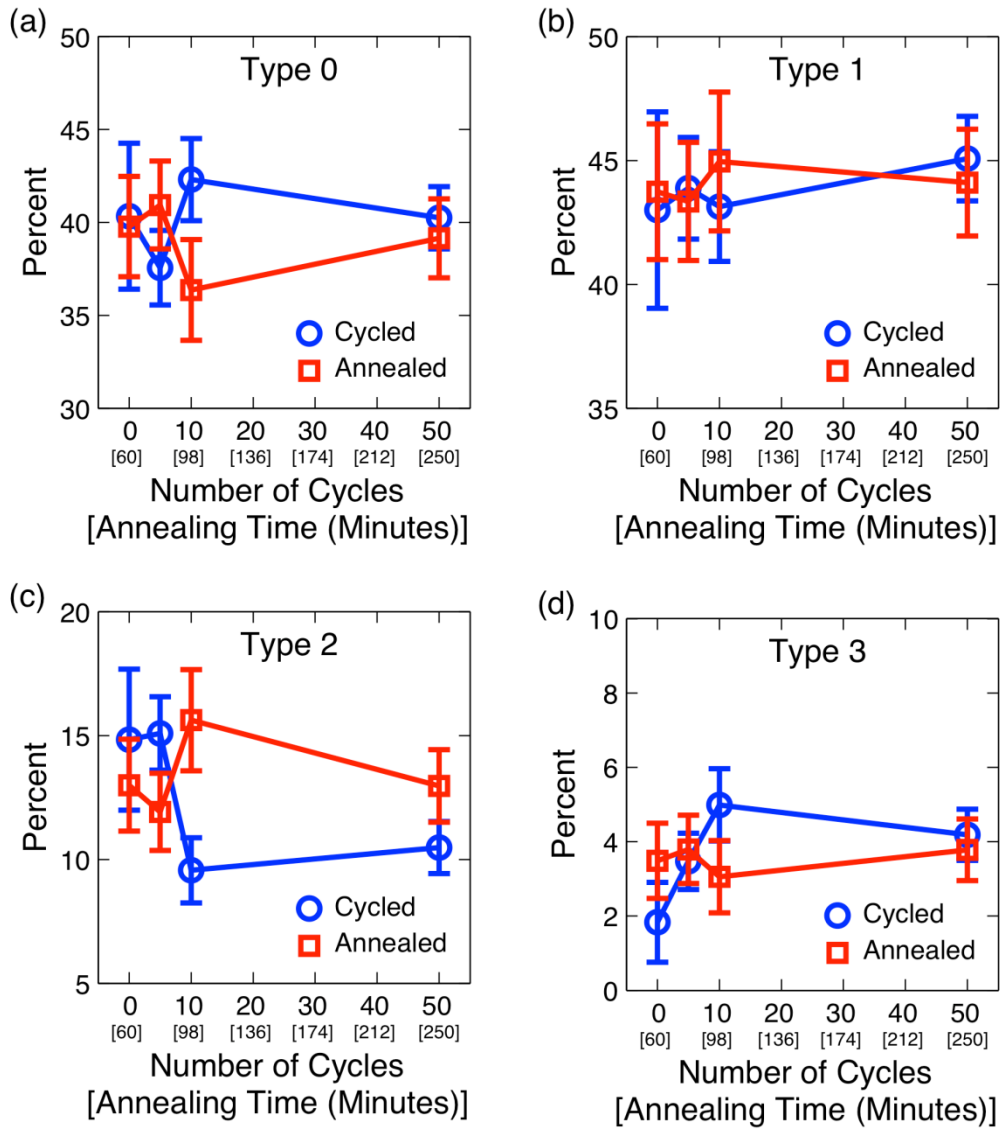 (a)
50
45
40
35
30
Percent
Type 0
Cycled
Annealed
0 10 20 30 40 50
[60] [98] [136] [174] [212] [250]
Number of Cycles
[Annealing Time (Minutes)]
(b)
50
45
40
35
Percent
Type 1
Cycled
Annealed
0 10 20 30 40 50
[60] [98] [136] [174] [212] [250]
Number of Cycles
[Annealing Time (Minutes)]
(c)
20
15
10
5
Percent
Type 2
Cycled
Annealed
0 10 20 30 40 50
[60] [98] [136] [174] [212] [250]
Number of Cycles
[Annealing Time (Minutes)]
(d)
10
8
6
4
2
0
Percent
Type 3
Cycled
Annealed
0 10 20 30 40 50
[60] [98] [136] [174] [212] [250]
Number of Cycles
[Annealing Time (Minutes)]